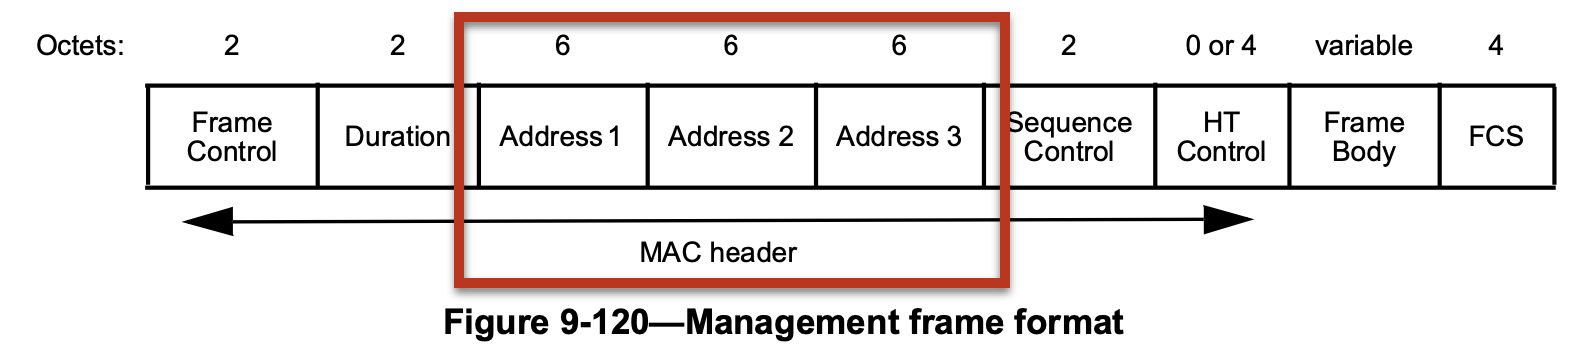 Octets: 2 2 6 6 6 2 0 or 4 variable 4
Frame Control Duration Address 1 Address 2 Address 3 Sequence Control HT Control Frame Body FCS
MAC header
Figure 9-120—Management frame format